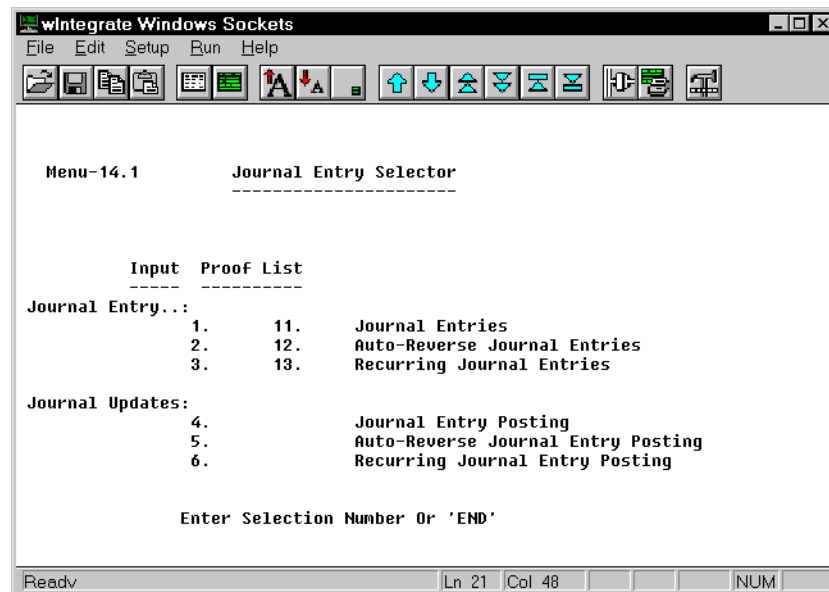 wIntegrate Windows Sockets
File Edit Setup Run Help
A A
Menu-14.1 Journal Entry Selector
-----------------------
Input Proof List
----- ----------
Journal Entry..:
1. 11. Journal Entries
2. 12. Auto-Reverse Journal Entries
3. 13. Recurring Journal Entries
Journal Updates:
4. Journal Entry Posting
5. Auto-Reverse Journal Entry Posting
6. Recurring Journal Entry Posting
Enter Selection Number Or 'END'
Ready Ln 21 Col 48 NUM